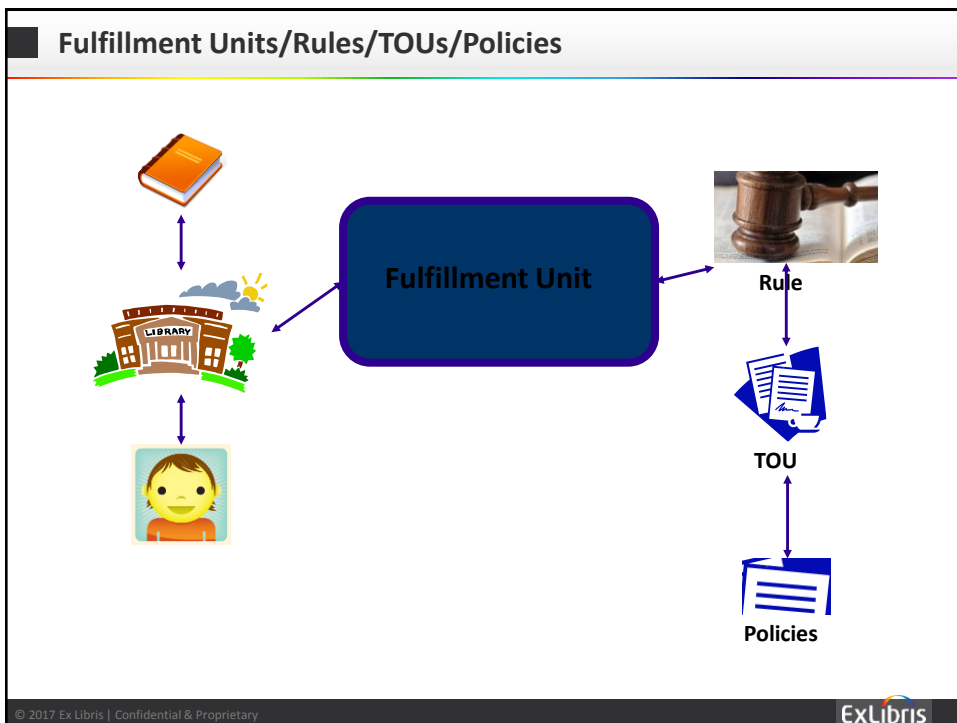 Fulfillment Units/Rules/TOUs/Policies
LIBRARY
Fulfillment Unit
Rule
TOU
Policies
© 2017 Ex Libris | Confidential & Proprietary
ExLibris